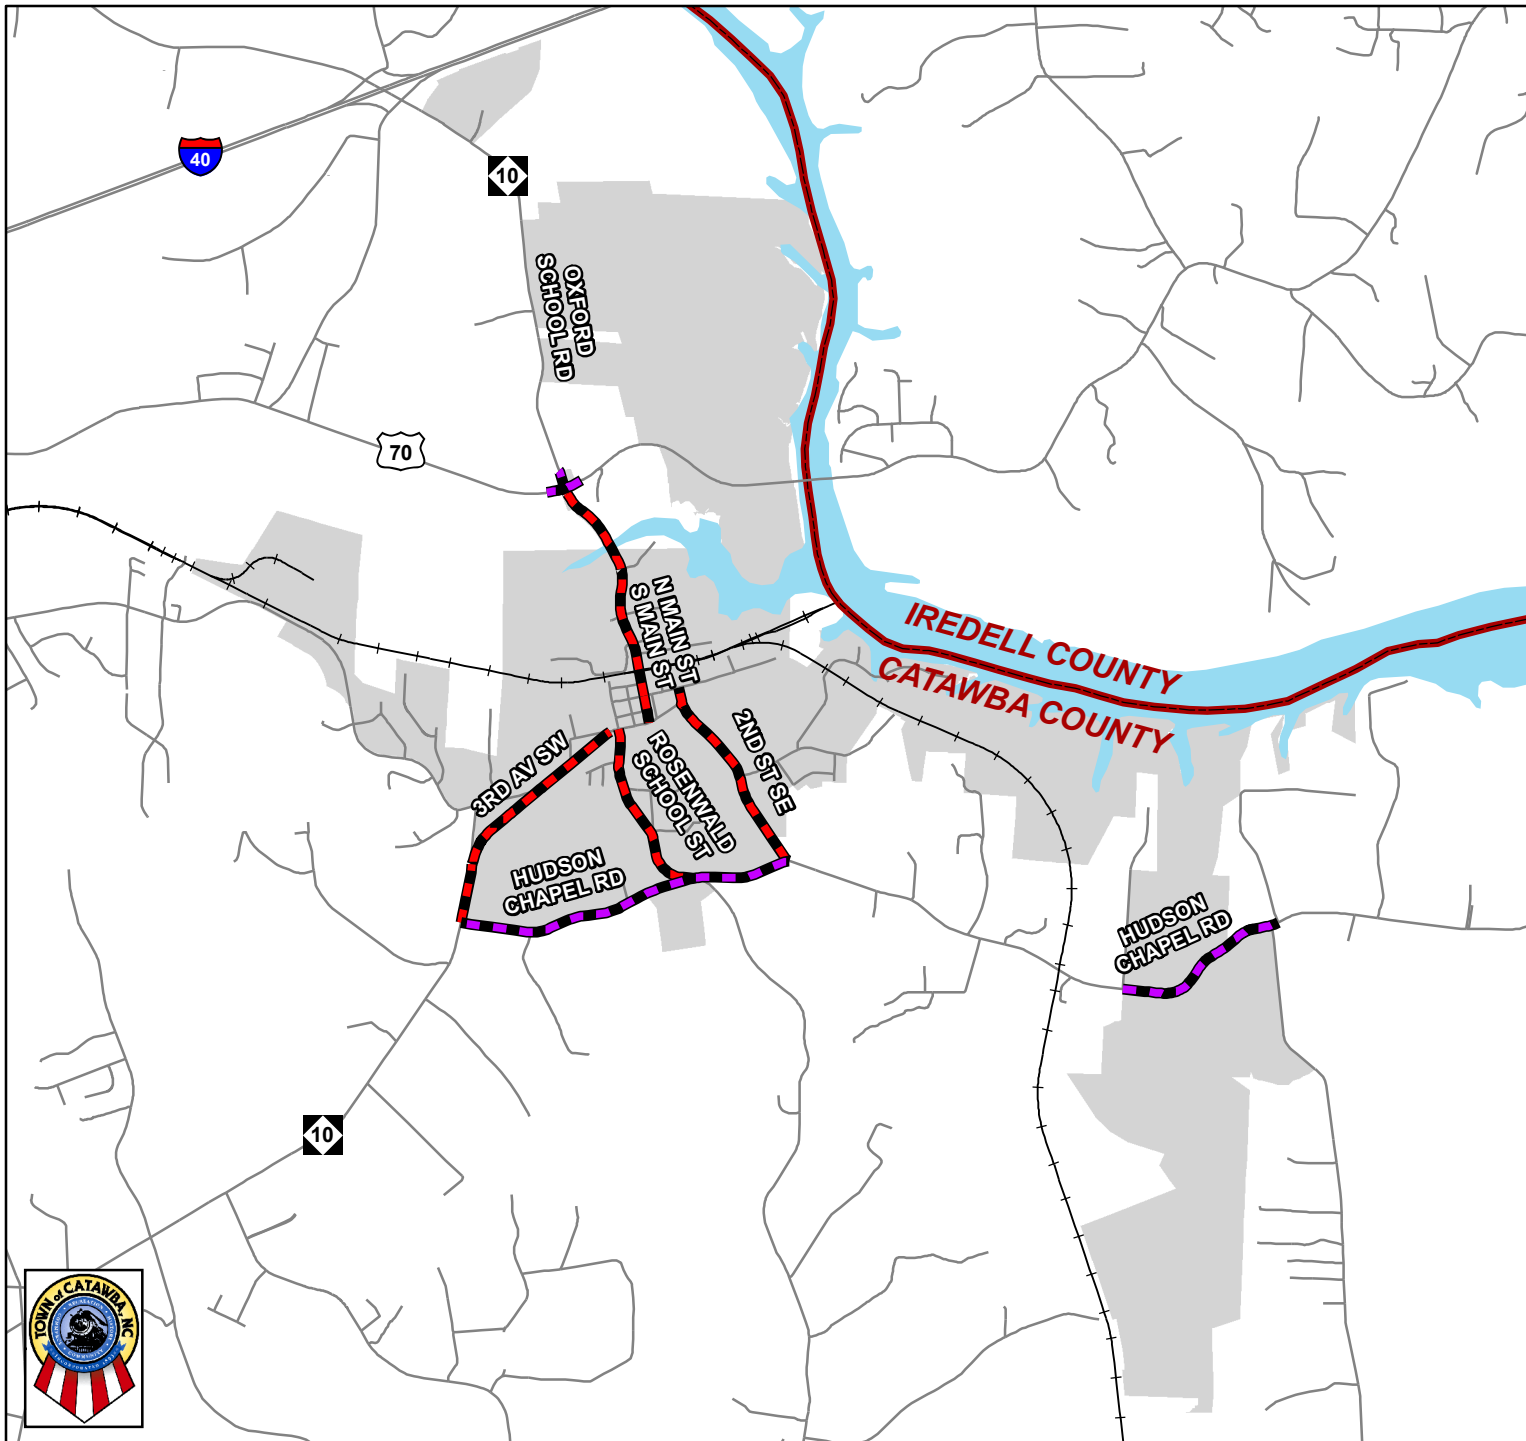 40
10
OXFORD
SCHOOL RD
70
N MAIN ST
S MAIN ST
IREDELL COUNTY
CATAWBA COUNTY
2ND ST SE
3RD AV SW
ROSENWALD
SCHOOL ST
HUDSON
CHAPEL RD
HUDSON
CHAPEL RD
10
TOWN of CATAWBA, NC